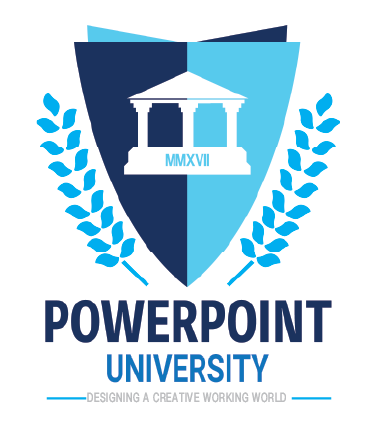 MMXVII
POWERPOINT
UNIVERSITY
DESIGNING A CREATIVE WORKING WORLD